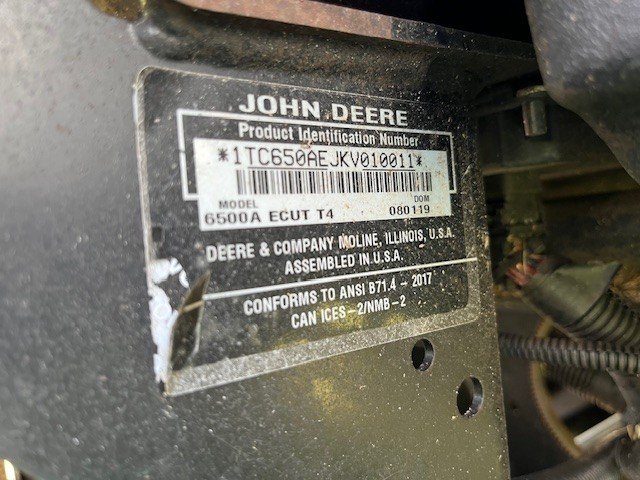 JOHN DEERE
Product Identification Number
*1TC650AEJKV010011*
MODEL DOM
6500A ECUT T4 080119
DEERE & COMPANY MOLINE, ILLINOIS, U.S.A.
ASSEMBLED IN U.S.A.
CONFORMS TO ANSI B71.4 - 2017
CAN ICES-2/NMB-2